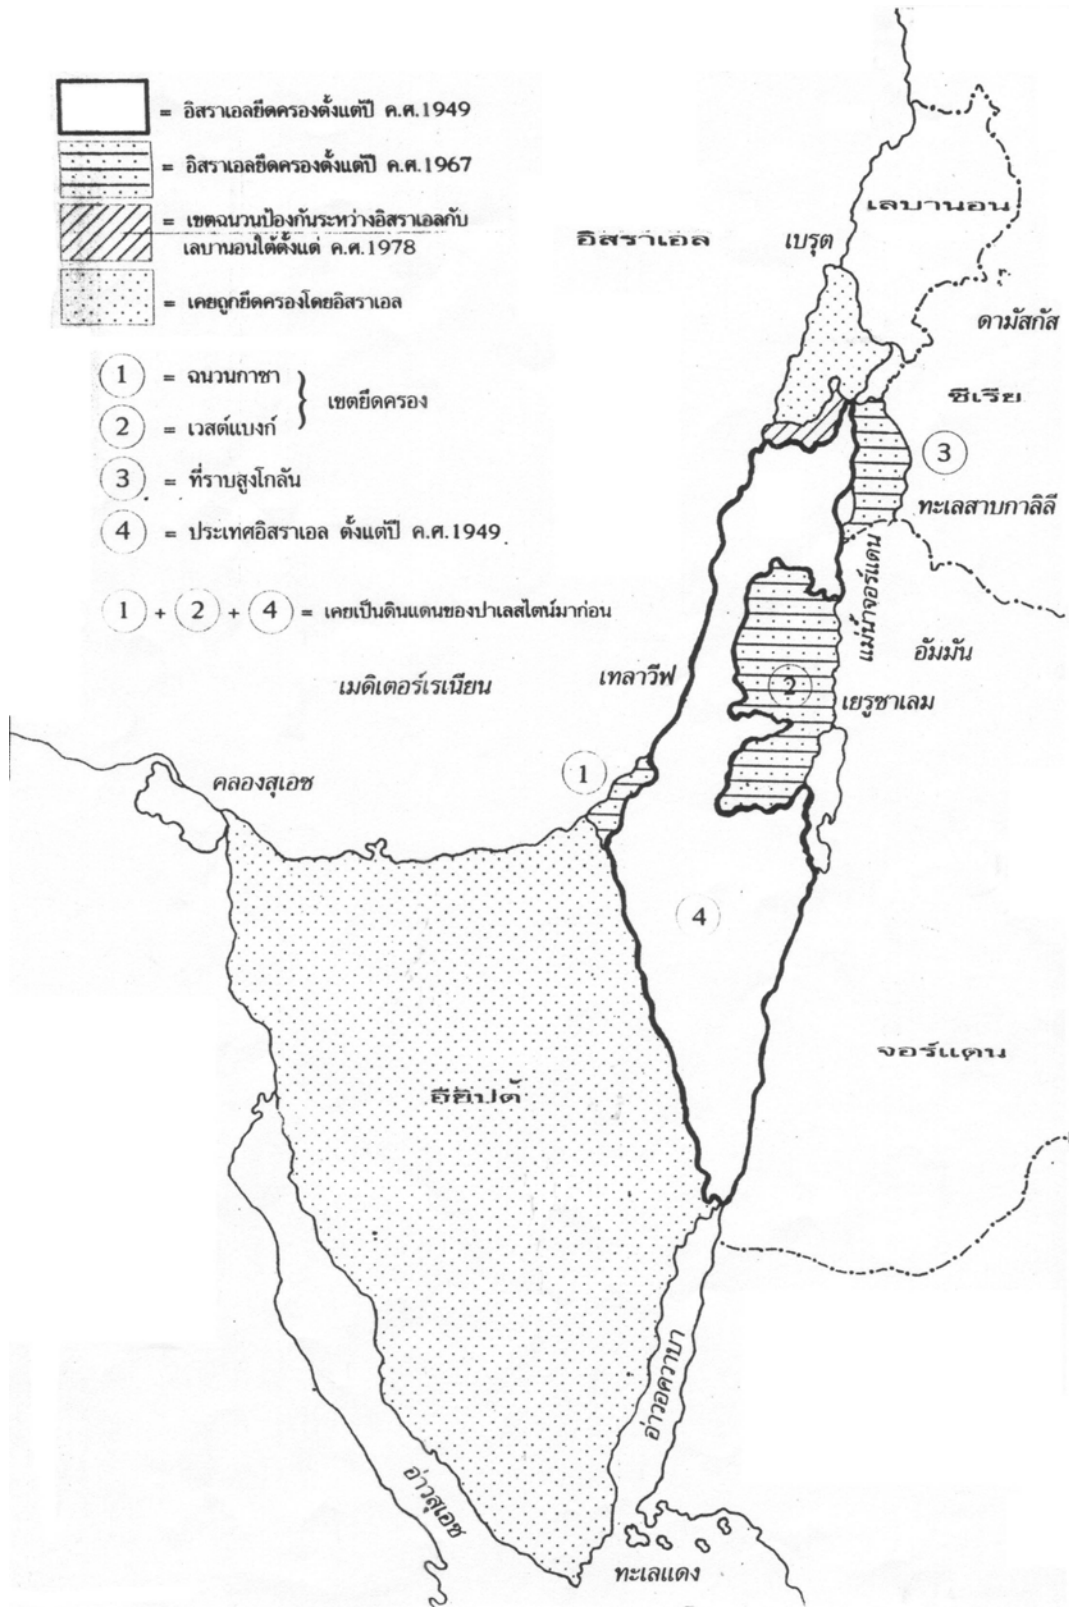 = อิสราเอลยึดครองตั้งแต่ปี ค.ศ.1949
= อิสราเอลยึดครองตั้งแต่ปี ค.ศ.1967
= เขตฉนวนป้องกันระหว่างอิสราเอลกับ
เลบานอนใต้ตั้งแต่ ค.ศ.1978
= เคยถูกยึดครองโดยอิสราเอล
1 = ฉนวนกาซา
2 = เวสต์แบงก์
} เขตยึดครอง
3 = ที่ราบสูงโกลัน
4 = ประเทศอิสราเอล ตั้งแต่ปี ค.ศ.1949
1 + 2 + 4 = เคยเป็นดินแดนของปาเลสไตน์มาก่อน
เลบานอน
อิสราเอล
เบรุต
ดามัสกัส
ซีเรีย
3
ทะเลสาบกาลิลี
แม่น้ำจอร์แดน
อัมมัน
เทลาวีฟ
เมดิเตอร์เรเนียน
2
เยรูซาเลม
1
คลองสุเอซ
4
จอร์แดน
อียิปต์
อ่าวอควาบา
อ่าวสุเอซ
ทะเลแดง